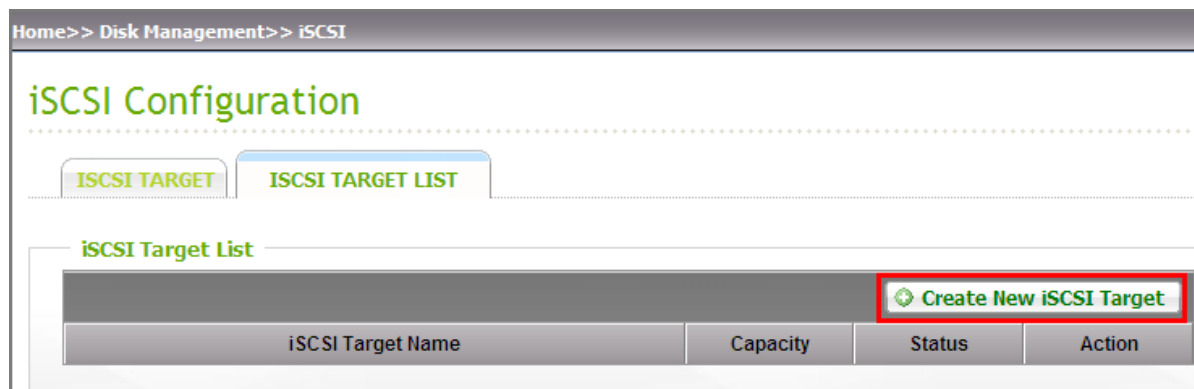 Home>> Disk Management>> iSCSI
iSCSI Configuration
ISCSI TARGET ISCSI TARGET LIST
iSCSI Target List
Create New iSCSI Target
iSCSI Target Name Capacity Status Action